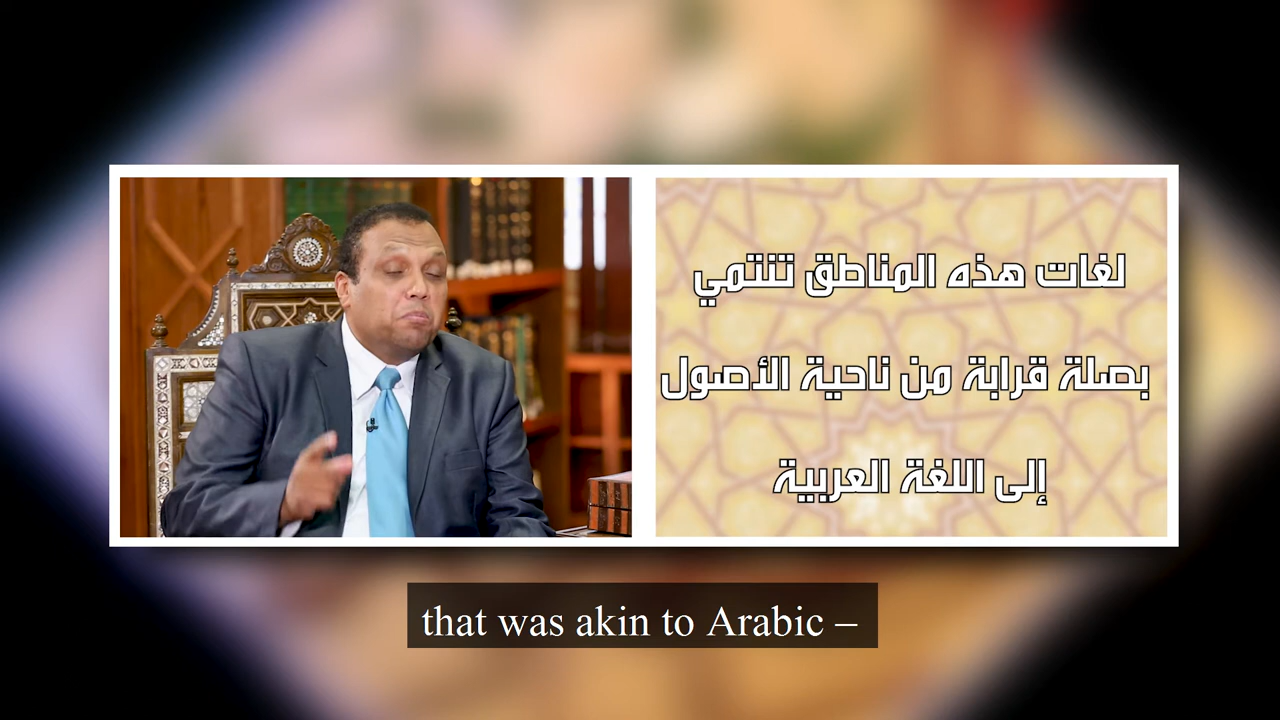 لغات هذه المناطق تنتمي
بصلة قرابة من ناحية الأصول
إلى اللغة العربية
that was akin to Arabic –